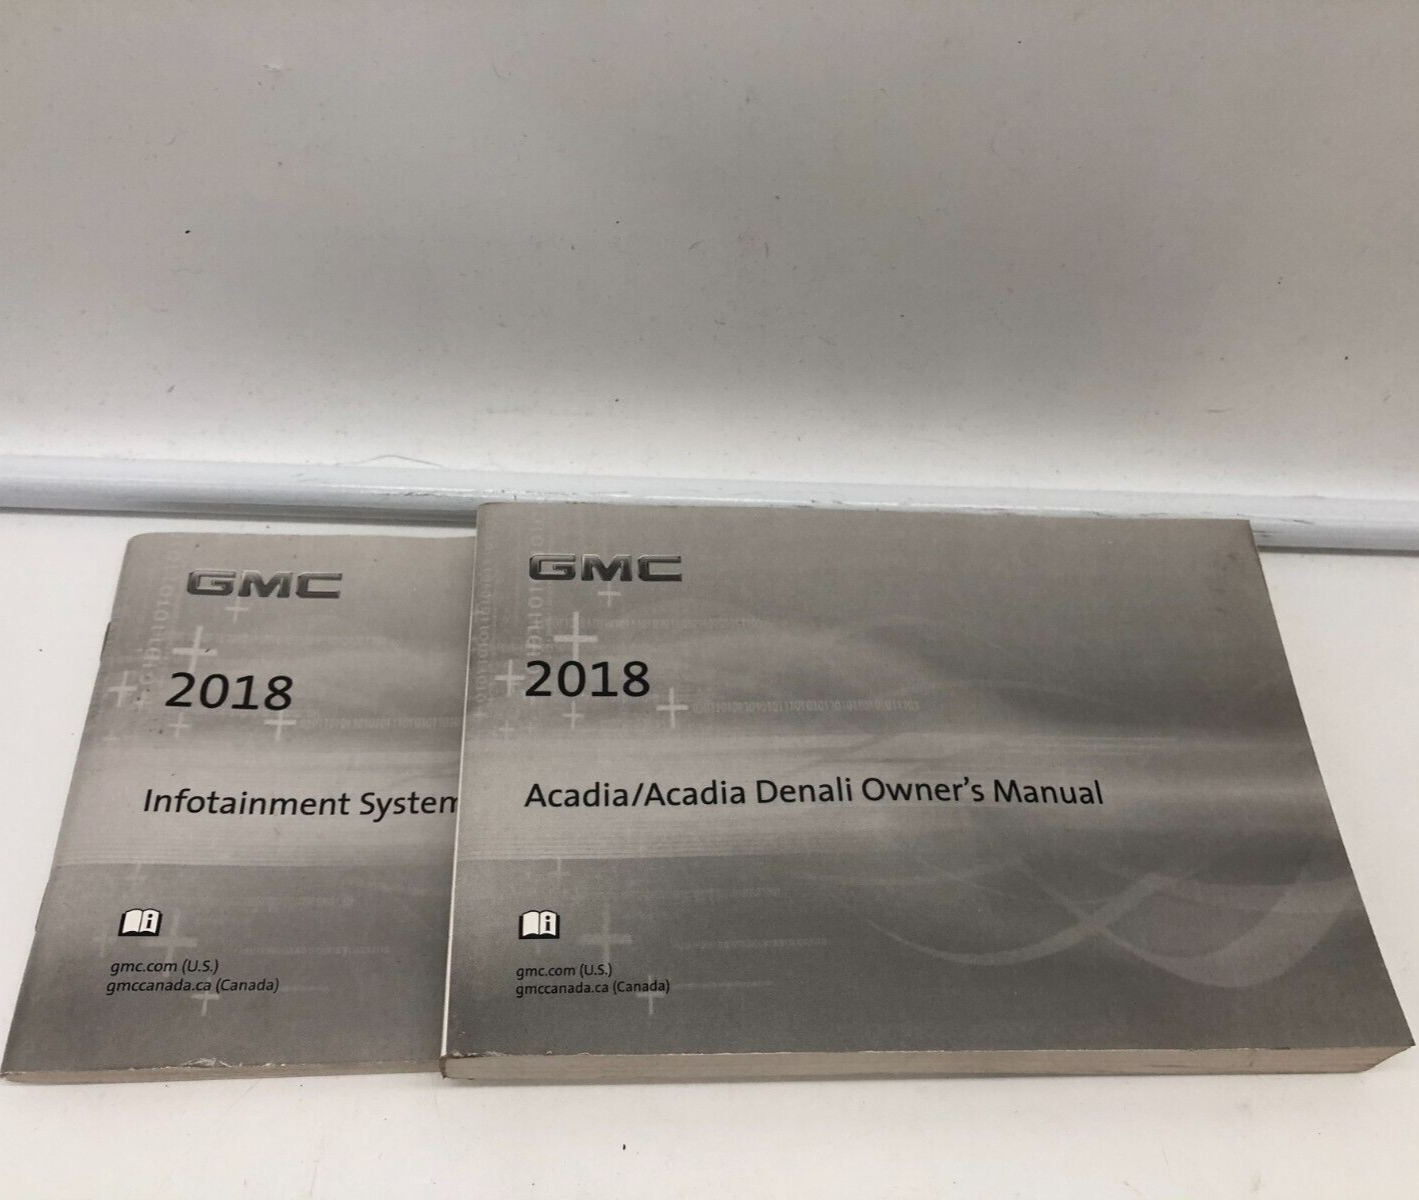 GMC
2018
Infotainment System
gmc.com (U.S.)
gmccanada.ca (Canada)
GMC
2018
Acadia/Acadia Denali Owner's Manual
gmc.com (U.S.)
gmccanada.ca (Canada)